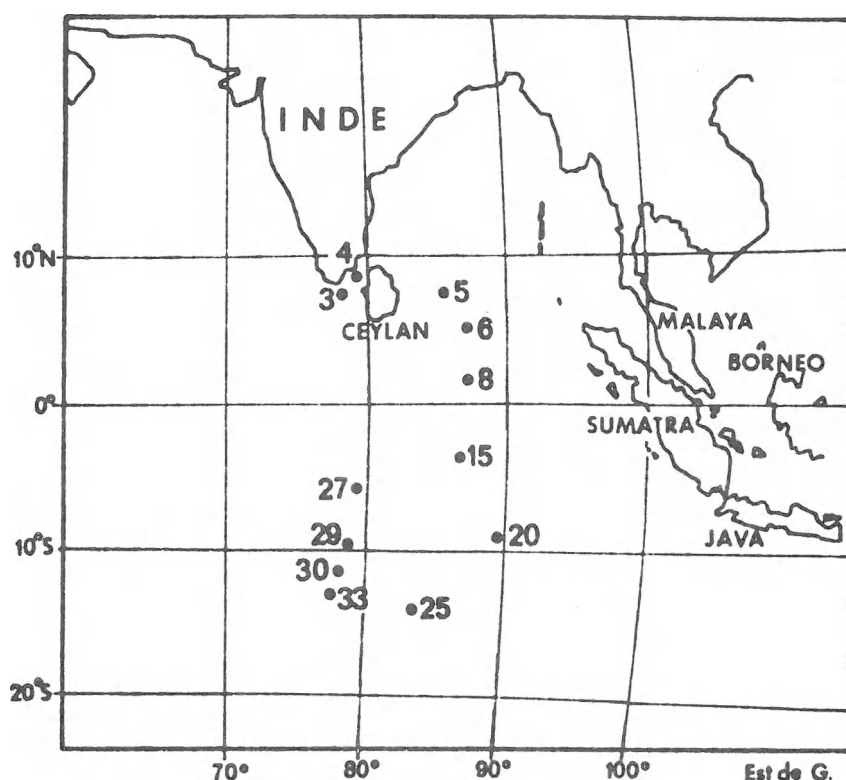 INDE
10°N
4
3
5
CEYLAN
6
MALAYA
BORNEO
8
0°
SUMATRA
15
27
29
20
10°S
JAVA
30
33
25
20°S
70° 80° 90° 100° Est de G.